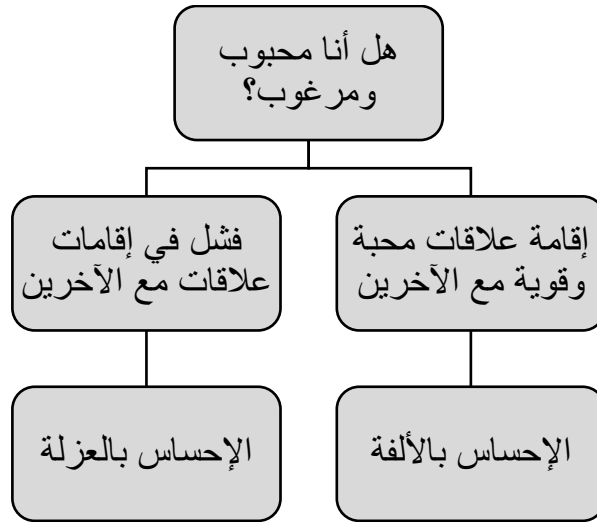 هل أنا محبوب
ومرغوب؟
إقامة علاقات محبة
وقوية مع الآخرين
فشل في إقامات
علاقات مع الآخرين
الإحساس بالألفة
الإحساس بالعزلة